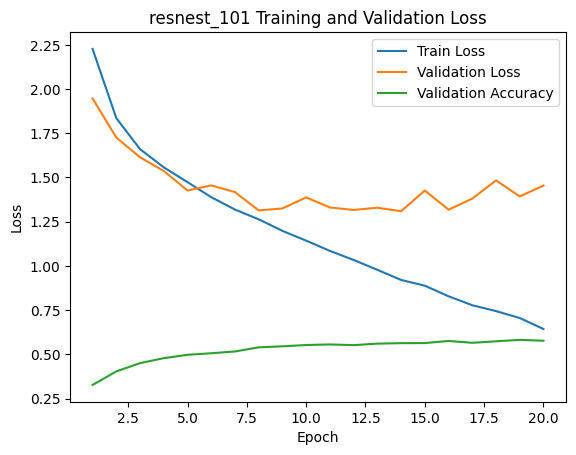 resnest_101 Training and Validation Loss
Train Loss
Validation Loss
Validation Accuracy
Loss
2.25
2.00
1.75
1.50
1.25
1.00
0.75
0.50
0.25
2.5 5.0 7.5 10.0 12.5 15.0 17.5 20.0
Epoch